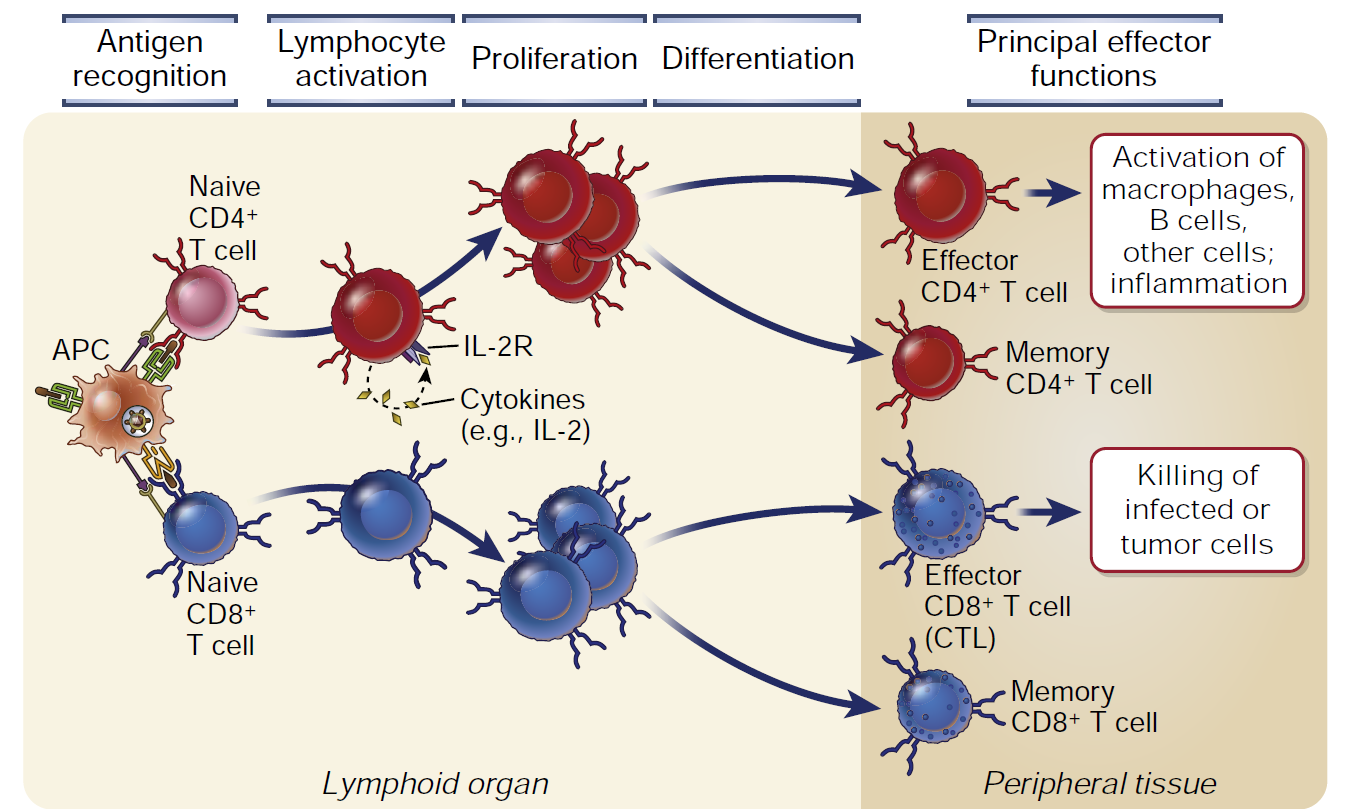 Antigen
recognition
Lymphocyte
activation
Proliferation
Differentiation
Principal effector
functions
Naive
CD4+
T cell
APC
IL-2R
Cytokines
(e.g., IL-2)
Naive
CD8+
T cell
Effector
CD4+ T cell
Activation of
macrophages,
B cells,
other cells;
inflammation
Memory
CD4+ T cell
Effector
CD8+ T cell
(CTL)
Killing of
infected or
tumor cells
Memory
CD8+ T cell
Lymphoid organ
Peripheral tissue